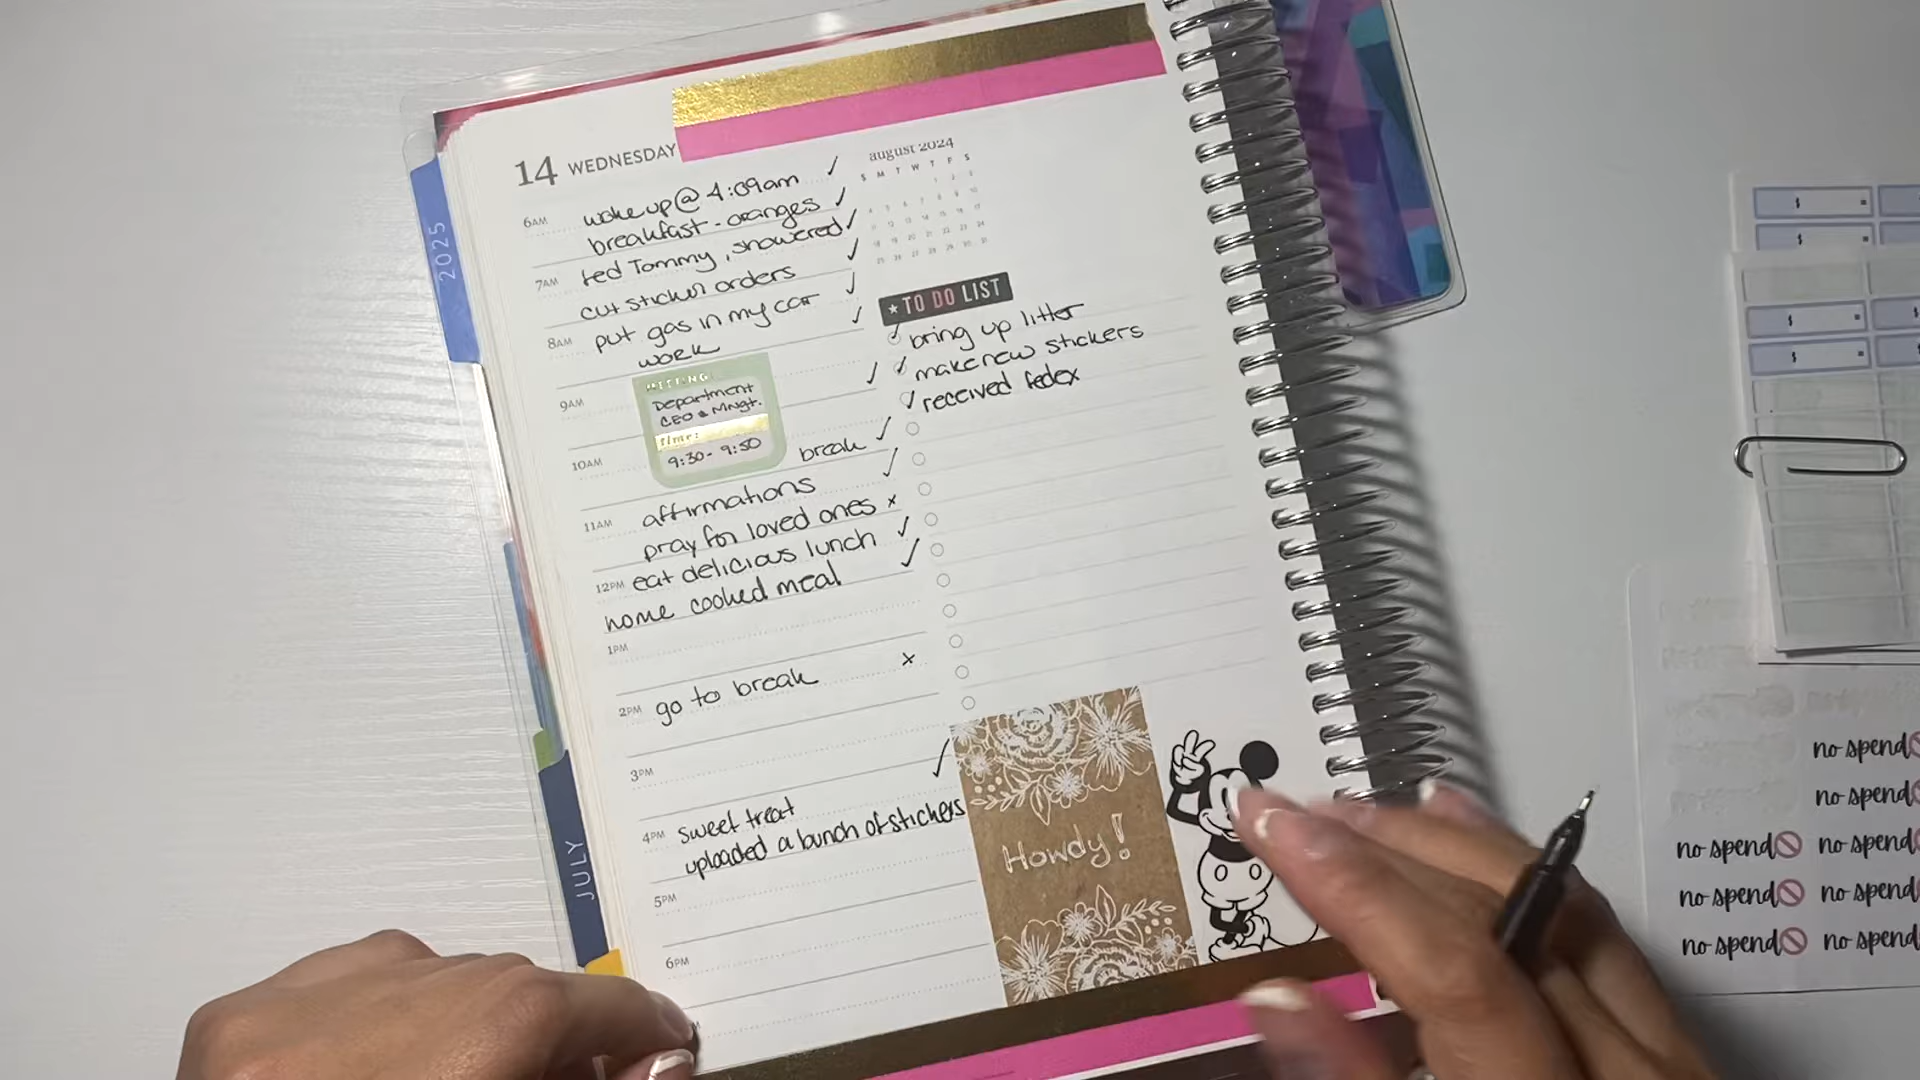 14 WEDNESDAY
6AM
wake up @ 4:09am
breakfast - oranges
7AM
fed Tommy, showered
cut sticker orders
8AM
put gas in my car
work
MEETING:
9AM
Department
CEO & Mngt.
time:
9:30 - 9:50
10AM
break
affirmations
11AM
pray for loved ones x
12PM eat delicious lunch
home cooked meal
1PM
2PM go to break x
3PM
4PM sweet treat
uploaded a bunch of stickers
5PM
6PM
august 2024
S M T W T F S
★ TO DO LIST
bring up litter
make new stickers
received fedex
Howdy!
2025
JULY
$
$
$
$
no spend
no spend
no spend no spend
no spend no spend
no spend no spend